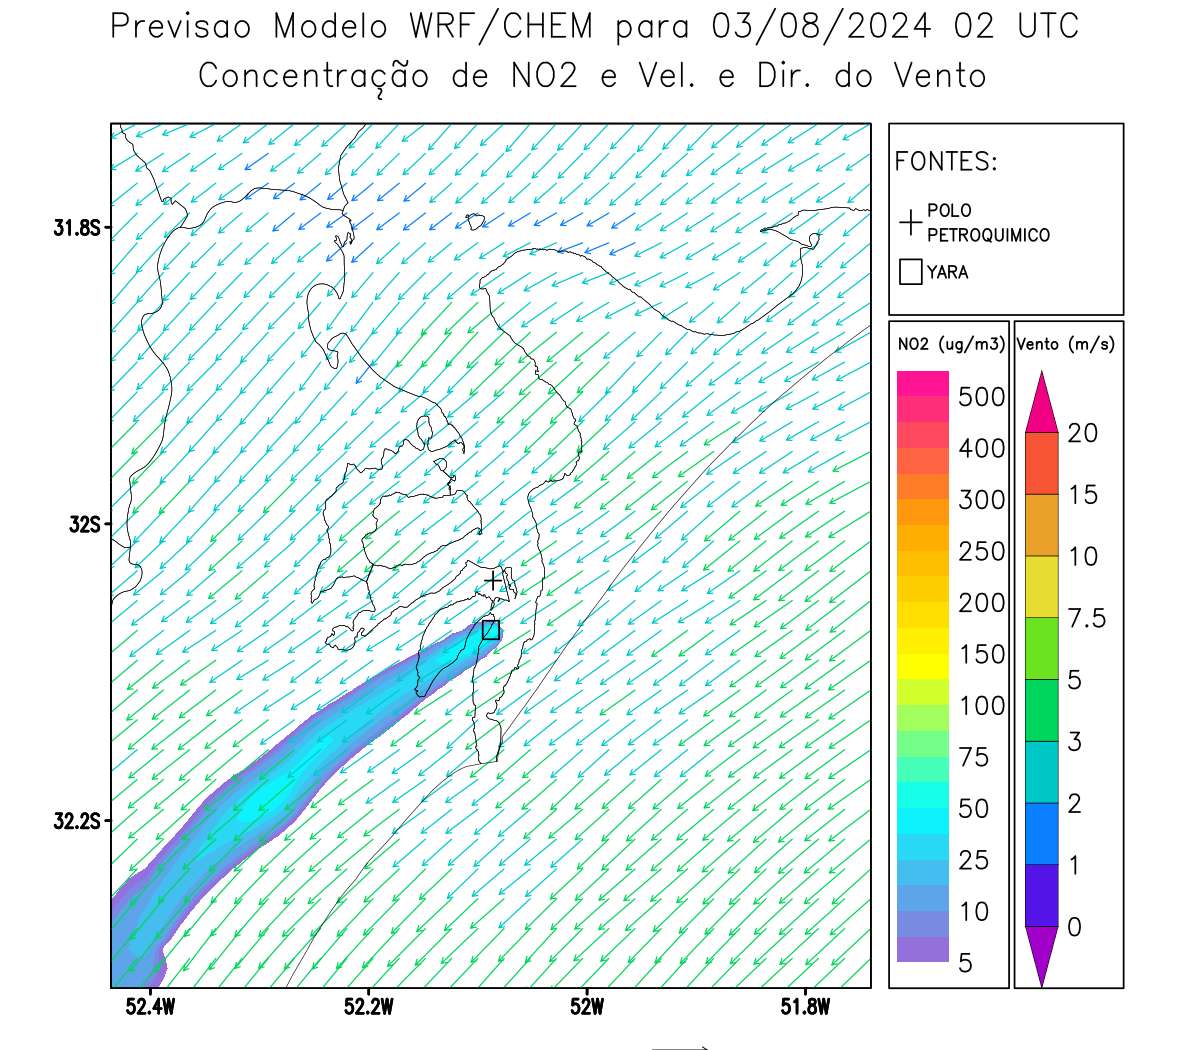 Previsao Modelo WRF/CHEM para 03/08/2024 02 UTC
Concentração de NO2 e Vel. e Dir. do Vento
FONTES:
POLO
PETROQUIMICO
YARA
NO2 (ug/m3)
500
400
300
250
200
150
100
75
50
25
10
5
Vento (m/s)
20
15
10
7.5
5
3
2
1
0
31.8S
32S
32.2S
52.4W
52.2W
52W
51.8W